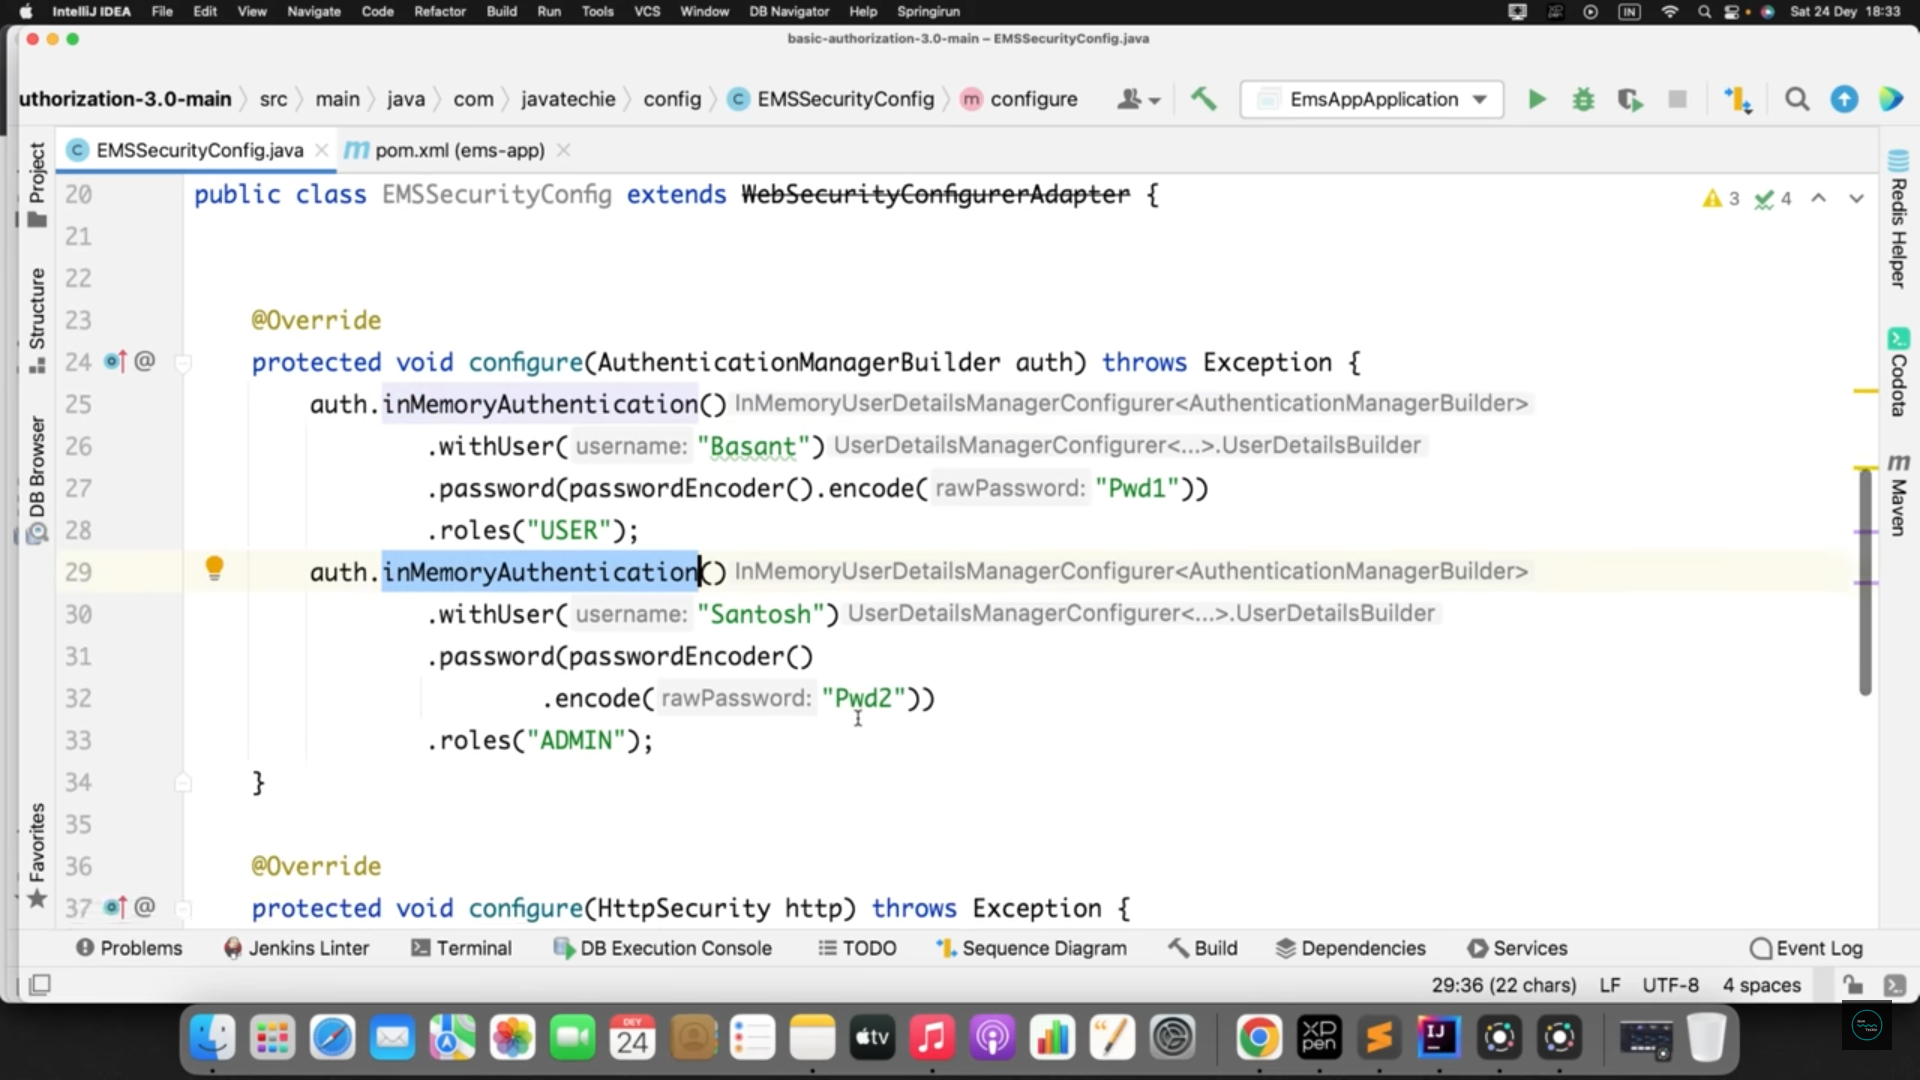 IntelliJ IDEA File Edit View Navigate Code Refactor Build Run Tools VCS Window DB Navigator Help Springirun IN Sat 24 Dey 18:33
basic-authorization-3.0-main – EMSSecurityConfig.java
uthorization-3.0-main src main java com javatechie config C EMSSecurityConfig m configure EmsAppApplication
C EMSSecurityConfig.java m pom.xml (ems-app)
20 public class EMSSecurityConfig extends WebSecurityConfigurerAdapter { 3 4
21
22
23 @Override
24 @ protected void configure(AuthenticationManagerBuilder auth) throws Exception {
25 auth.inMemoryAuthentication() InMemoryUserDetailsManagerConfigurer<AuthenticationManagerBuilder>
26 .withUser( username: "Basant") UserDetailsManagerConfigurer<...>.UserDetailsBuilder
27 .password(passwordEncoder().encode( rawPassword: "Pwd1"))
28 .roles("USER");
29 auth.inMemoryAuthentication() InMemoryUserDetailsManagerConfigurer<AuthenticationManagerBuilder>
30 .withUser( username: "Santosh") UserDetailsManagerConfigurer<...>.UserDetailsBuilder
31 .password(passwordEncoder()
32 .encode( rawPassword: "Pwd2"))
33 .roles("ADMIN");
34 }
35
36 @Override
37 @ protected void configure(HttpSecurity http) throws Exception {
Project
Structure
DB Browser
Favorites
Redis Helper
Codota
m Maven
Problems Jenkins Linter Terminal DB Execution Console TODO Sequence Diagram Build Dependencies Services Event Log
29:36 (22 chars) LF UTF-8 4 spaces
DEY
24
tv
XP
pen
IJ